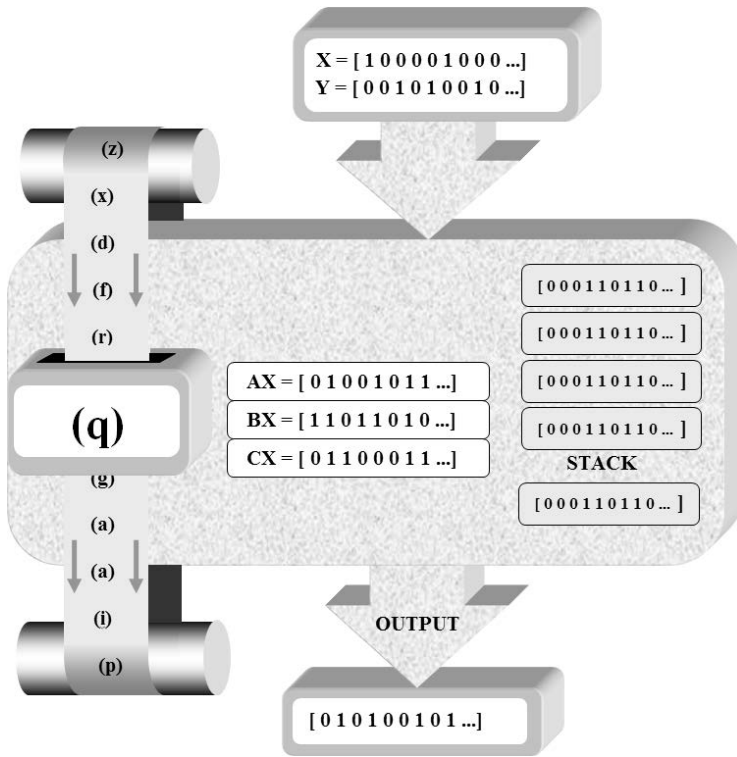 X = [ 1 0 0 0 0 1 0 0 0 ...]
Y = [ 0 0 1 0 1 0 0 1 0 ...]
(z)
(x)
(d)
(f)
(r)
(q)
(g)
(a)
(a)
(i)
(p)
AX = [ 0 1 0 0 1 0 1 1 ...]
BX = [ 1 1 0 1 1 0 1 0 ...]
CX = [ 0 1 1 0 0 0 1 1 ...]
[ 0 0 0 1 1 0 1 1 0 ... ]
[ 0 0 0 1 1 0 1 1 0 ... ]
[ 0 0 0 1 1 0 1 1 0 ... ]
[ 0 0 0 1 1 0 1 1 0 ... ]
STACK
[ 0 0 0 1 1 0 1 1 0 ... ]
OUTPUT
[ 0 1 0 1 0 0 1 0 1 ...]